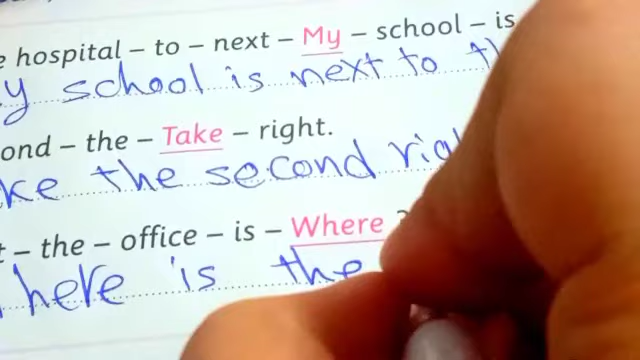 e hospital – to – next – My – school – is
y school is next to th
ond – the – Take – right.
ke the second rig
t – the – office – is – Where ?
here is the